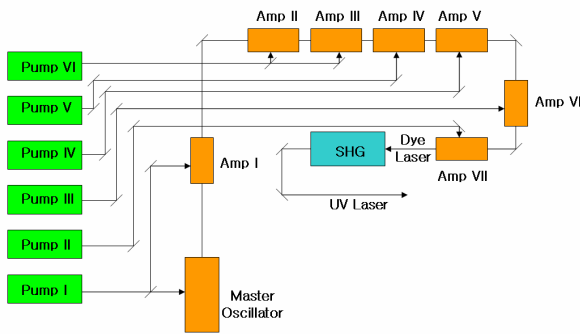 Amp II
Amp III
Amp IV
Amp V
Pump VI
Pump V
Amp VI
Pump IV
SHG
Dye
Laser
Amp I
Amp VII
Pump III
UV Laser
Pump II
Pump I
Master
Oscillator